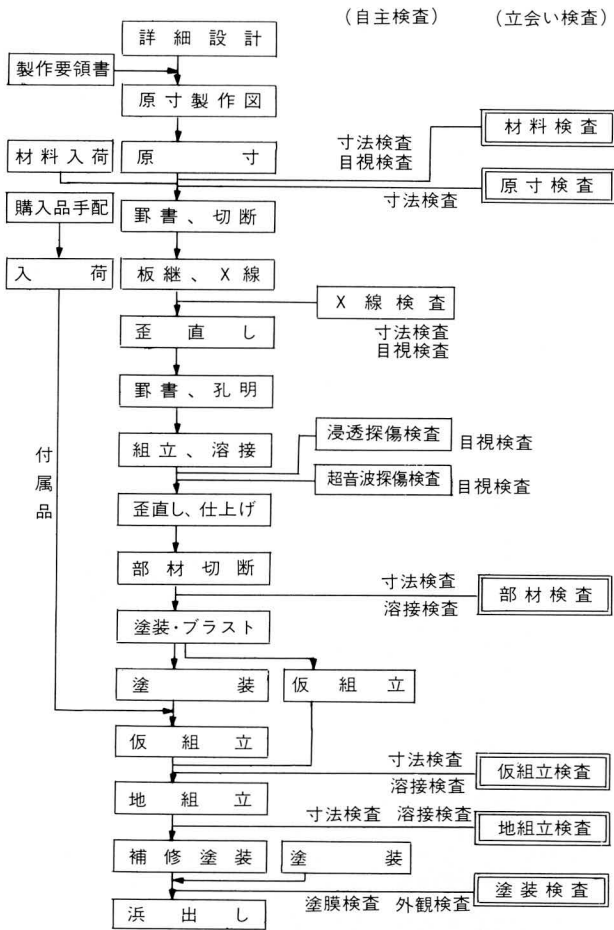 (自主検査) (立会い検査)
詳細設計
製作要領書
原寸製作図
材料検査
寸法検査
目視検査
材料入荷
原寸
原寸検査
寸法検査
購入品手配
罫書、切断
入荷
板継、X線
X線検査
歪直し
寸法検査
目視検査
罫書、孔明
浸透探傷検査 目視検査
組立、溶接
超音波探傷検査 目視検査
付属品
歪直し、仕上げ
部材切断
寸法検査
溶接検査
部材検査
塗装・ブラスト
塗装
仮組立
仮組立
寸法検査
溶接検査
仮組立検査
地組立
寸法検査 溶接検査
地組立検査
補修塗装
塗装
塗装検査
塗膜検査 外観検査
浜出し